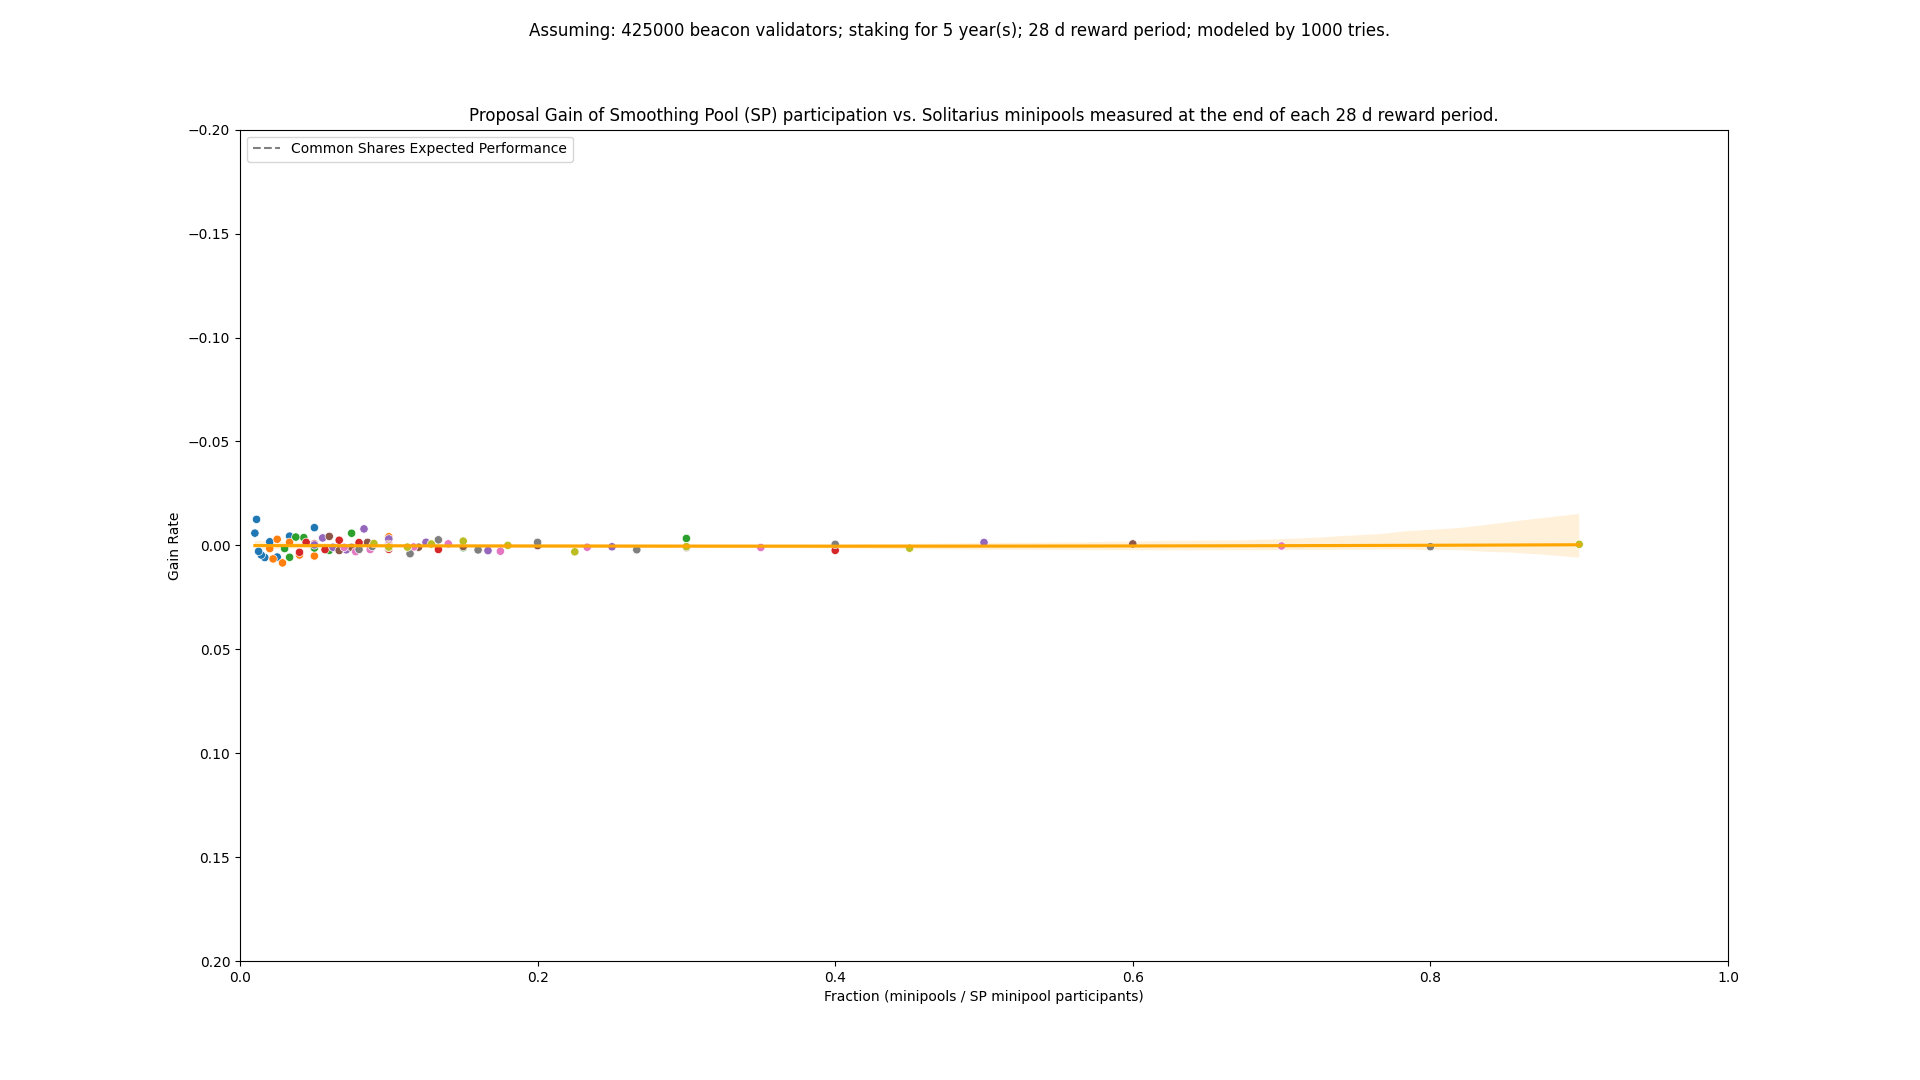 Assuming: 425000 beacon validators; staking for 5 year(s); 28 d reward period; modeled by 1000 tries.
Proposal Gain of Smoothing Pool (SP) participation vs. Solitarius minipools measured at the end of each 28 d reward period.
Common Shares Expected Performance
−0.20
−0.15
−0.10
−0.05
0.00
0.05
0.10
0.15
0.20
Gain Rate
0.0 0.2 0.4 0.6 0.8 1.0
Fraction (minipools / SP minipool participants)